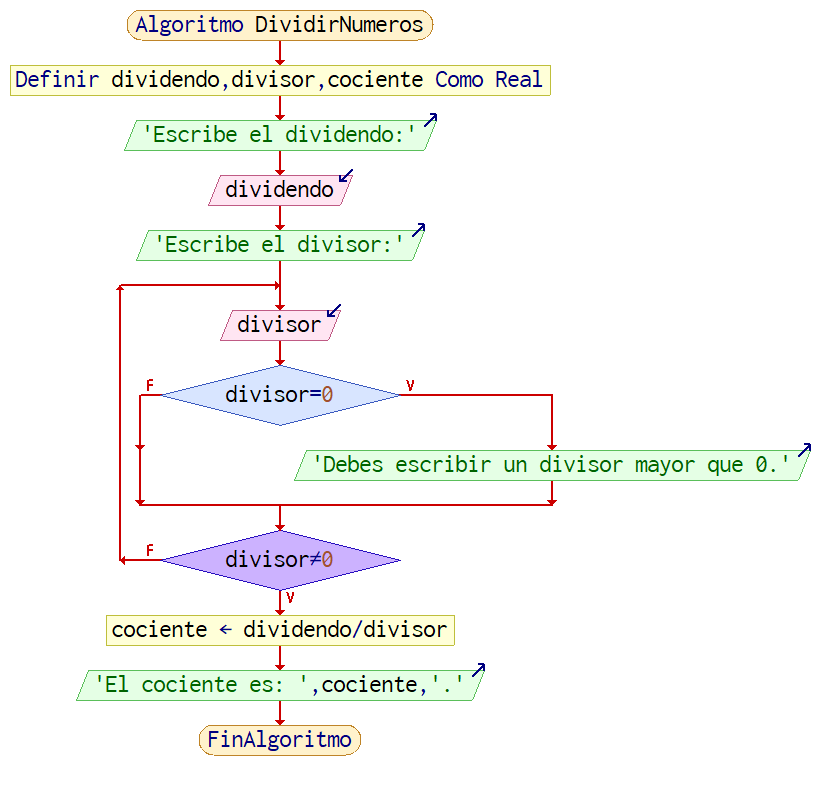 Algoritmo DividirNumeros
Definir dividendo,divisor,cociente Como Real
'Escribe el dividendo:'
dividendo
'Escribe el divisor:'
divisor
F
divisor=0
V
'Debes escribir un divisor mayor que 0.'
F
divisor≠0
V
cociente ← dividendo/divisor
'El cociente es: ',cociente,'.'
FinAlgoritmo